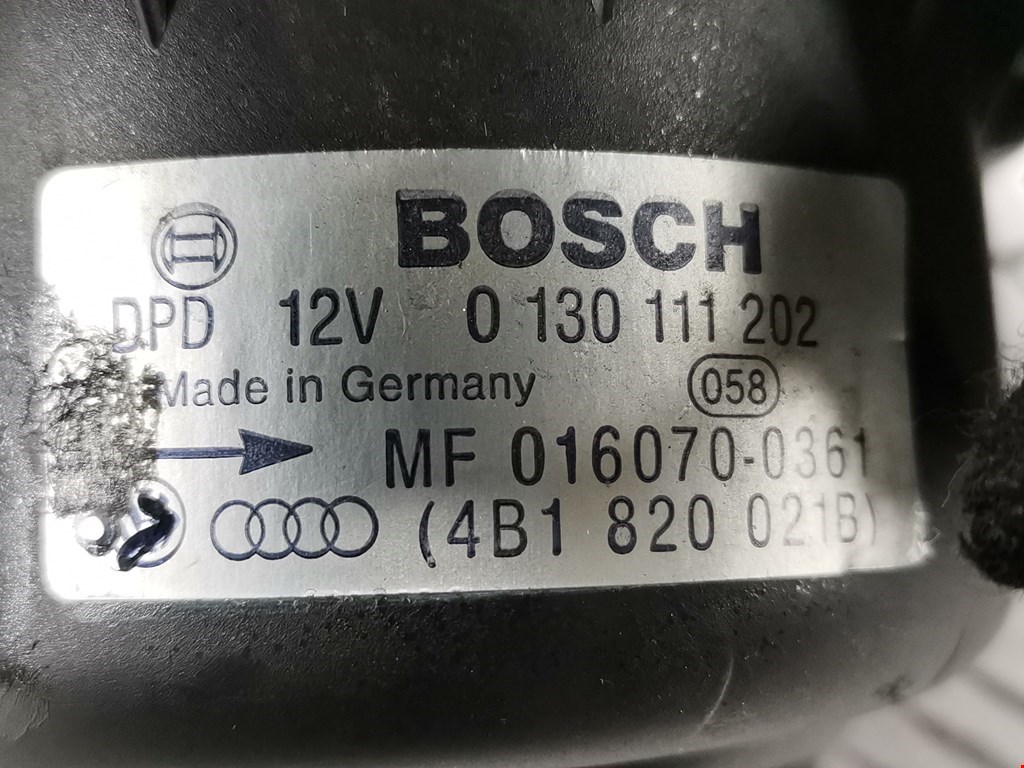 BOSCH
DPD 12V 0 130 111 202
Made in Germany 058
MF 016070-0361
(4B1 820 021B)